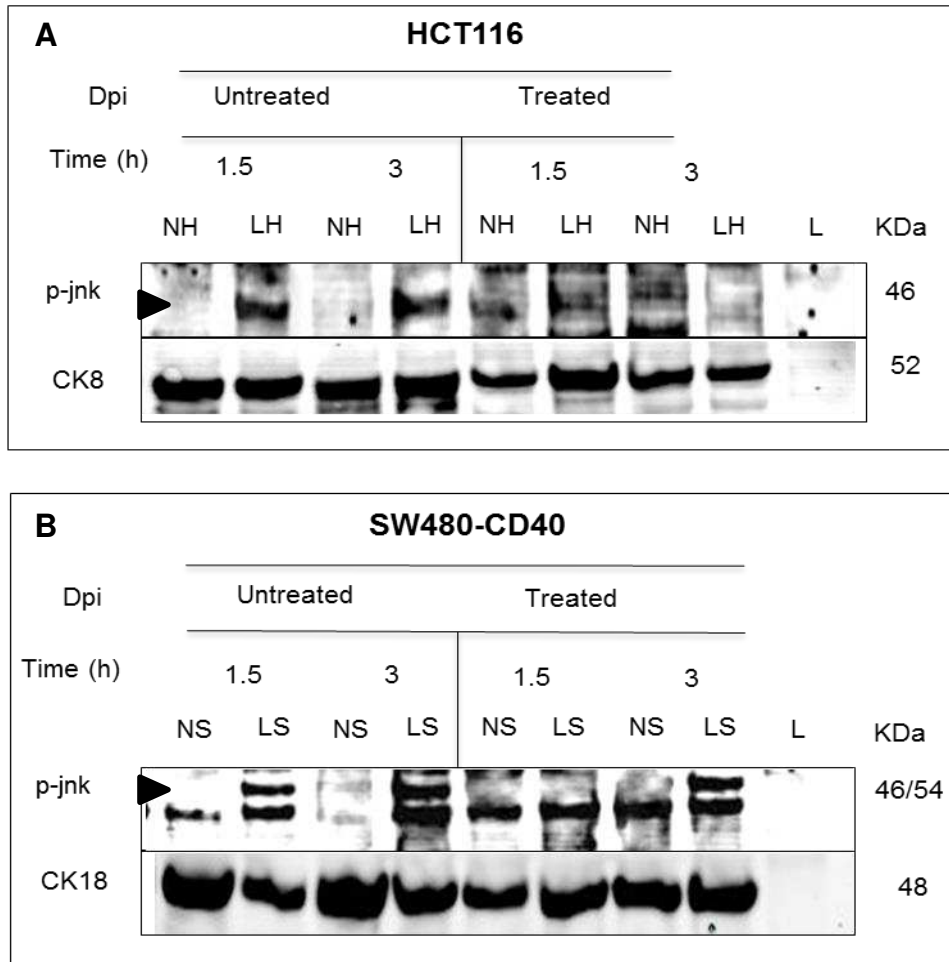 A
HCT116
Dpi Untreated Treated
Time (h) 1.5 3 1.5 3
NH LH NH LH NH LH NH LH L KDa
p-jnk 46
CK8 52
B
SW480-CD40
Dpi Untreated Treated
Time (h) 1.5 3 1.5 3
NS LS NS LS NS LS NS LS L KDa
p-jnk 46/54
CK18 48